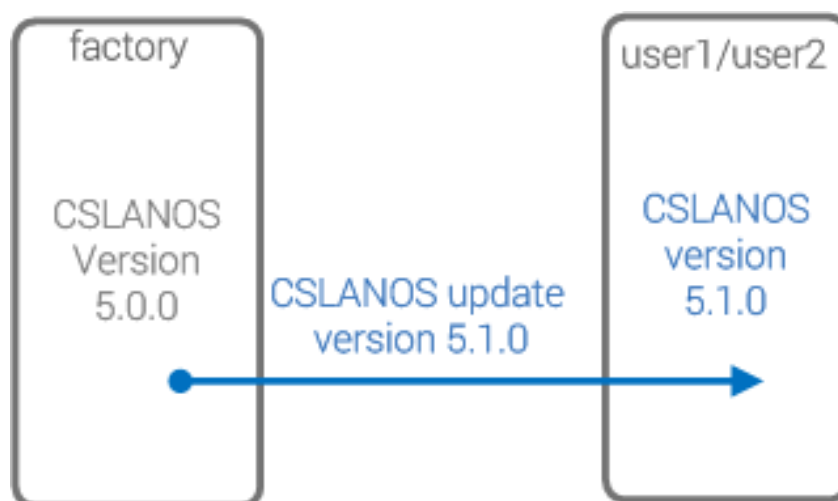 factory
CSLANOS
Version
5.0.0
CSLANOS update
version 5.1.0
user1/user2
CSLANOS
version
5.1.0